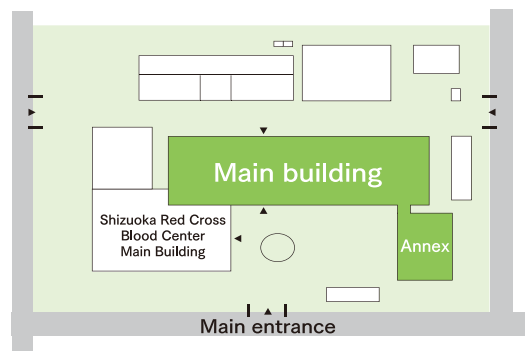 Main building
Shizuoka Red Cross
Blood Center
Main Building
Annex
Main entrance